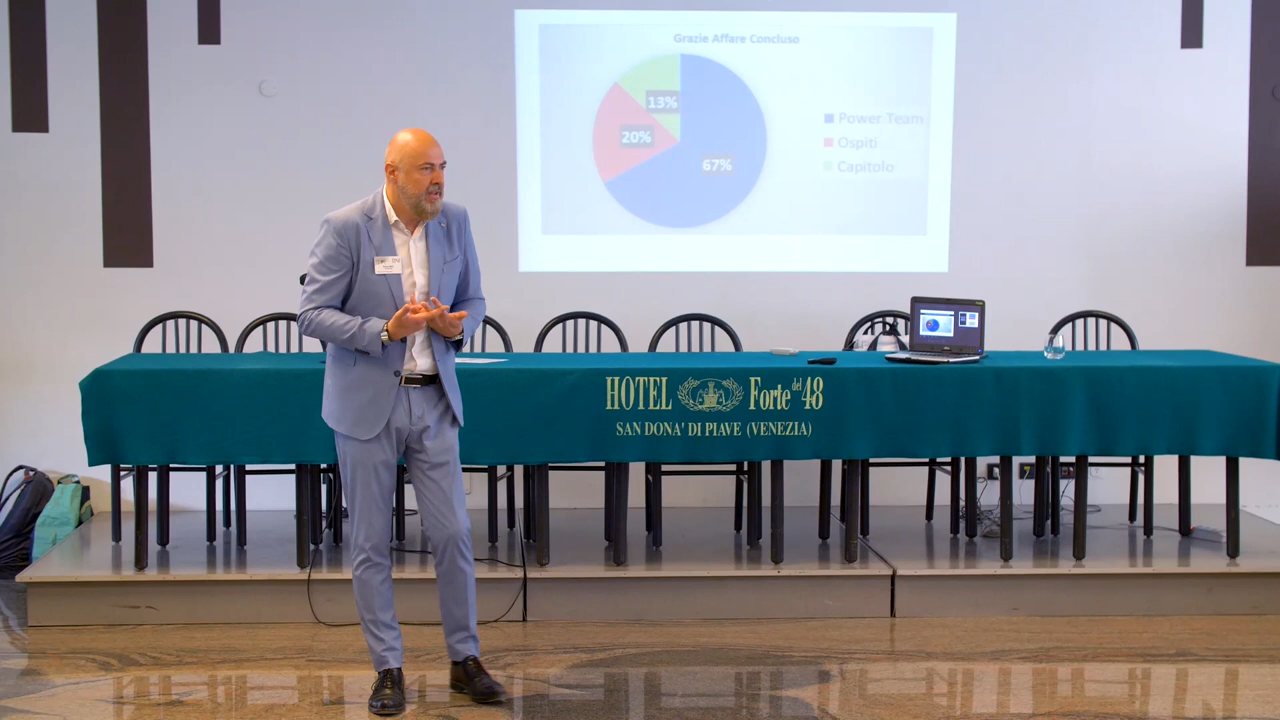 Grazie Affare Concluso
13%
20%
67%
Power Team
Ospiti
Capitolo
HOTEL Forte del 48
SAN DONA' DI PIAVE (VENEZIA)